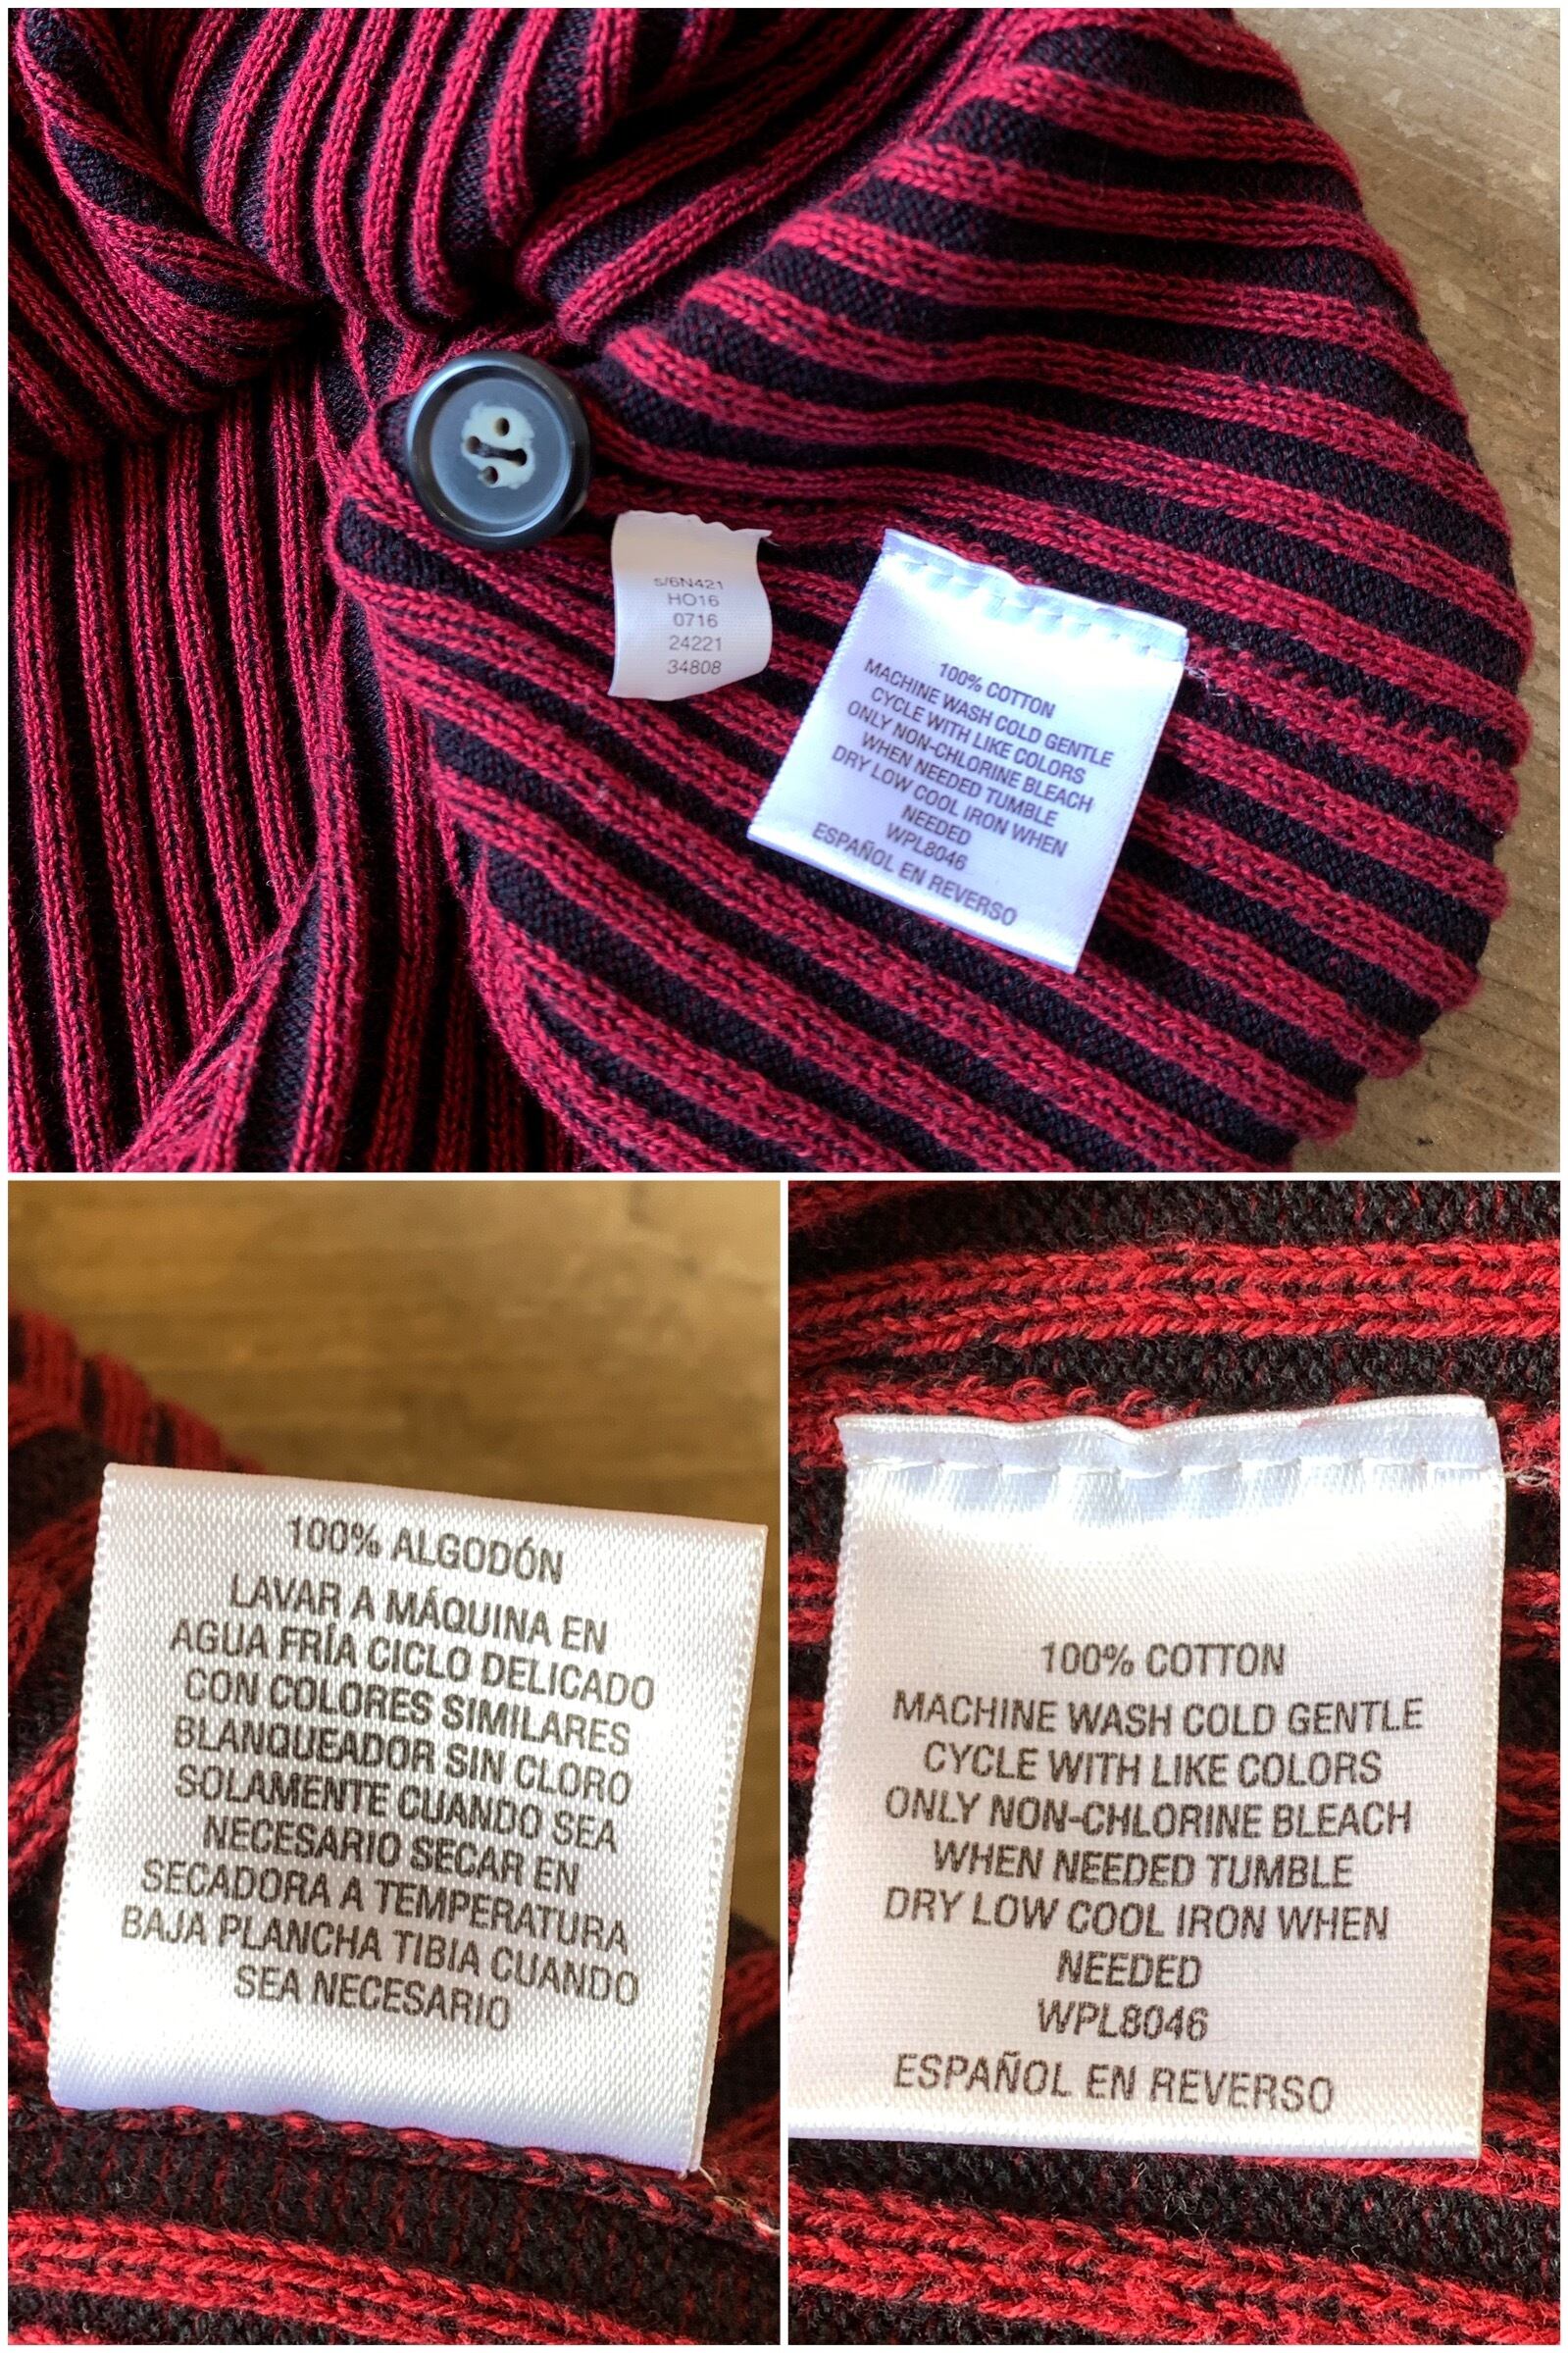 s/6N421
HO16
0716
24221
34808
100% COTTON
MACHINE WASH COLD GENTLE
CYCLE WITH LIKE COLORS
ONLY NON-CHLORINE BLEACH
WHEN NEEDED TUMBLE
DRY LOW COOL IRON WHEN
NEEDED
WPL8046
ESPAÑOL EN REVERSO
100% ALGODÓN
LAVAR A MÁQUINA EN
AGUA FRÍA CICLO DELICADO
CON COLORES SIMILARES
BLANQUEADOR SIN CLORO
SOLAMENTE CUANDO SEA
NECESARIO SECAR EN
SECADORA A TEMPERATURA
BAJA PLANCHA TIBIA CUANDO
SEA NECESARIO
100% COTTON
MACHINE WASH COLD GENTLE
CYCLE WITH LIKE COLORS
ONLY NON-CHLORINE BLEACH
WHEN NEEDED TUMBLE
DRY LOW COOL IRON WHEN
NEEDED
WPL8046
ESPAÑOL EN REVERSO